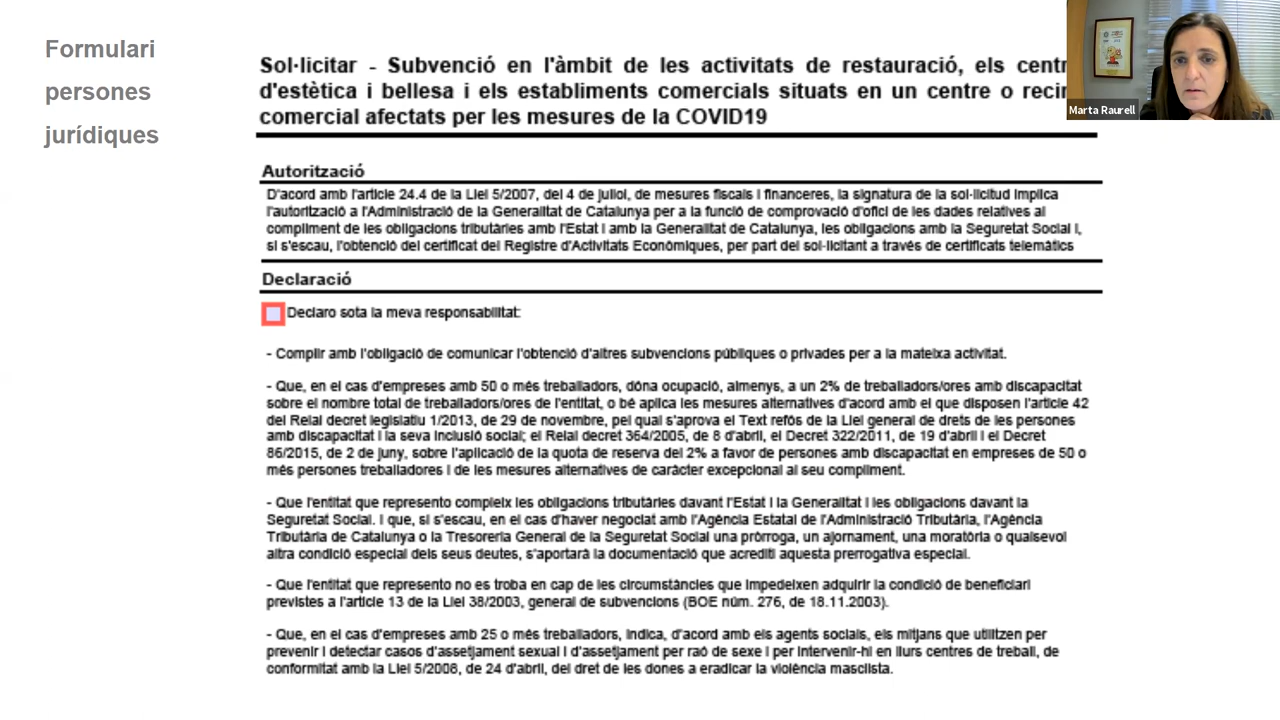 Formulari
persones
jurídiques
Sol·licitar - Subvenció en l'àmbit de les activitats de restauració, els
d'estètica i bellesa i els establiments comercials situats en un centre o
comercial afectats per les mesures de la COVID19
Marta Raurell
Autorització
D'acord amb l'article 24.4 de la Llei 5/2007, del 4 de juliol, de mesures fiscals i financeres, la signatura de la sol·licitud implica
l'autorització a l'Administració de la Generalitat de Catalunya per a la funció de comprovació d'ofici de les dades relatives al
compliment de les obligacions tributàries amb l'Estat i amb la Generalitat de Catalunya, les obligacions amb la Seguretat Social i,
si s'escau, l'obtenció del certificat del Registre d'Activitats Econòmiques, per part del sol·licitant a través de certificats telemàtics
Declaració
Declaro sota la meva responsabilitat:
- Complir amb l'obligació de comunicar l'obtenció d'altres subvencions públiques o privades per a la mateixa activitat.
- Que, en el cas d'empreses amb 50 o més treballadors, dóna ocupació, almenys, a un 2% de treballadors/ores amb discapacitat
sobre el nombre total de treballadors/ores de l'entitat, o bé aplica les mesures alternatives d'acord amb el que disposen l'article 42
del Reial decret legislatiu 1/2013, de 29 de novembre, pel qual s'aprova el Text refós de la Llei general de drets de les persones
amb discapacitat i la seva inclusió social; el Reial decret 364/2005, de 8 d'abril, el Decret 322/2011, de 19 d'abril i el Decret
86/2015, de 2 de juny, sobre l'aplicació de la quota de reserva del 2% a favor de persones amb discapacitat en empreses de 50 o
més persones treballadores i de les mesures alternatives de caràcter excepcional al seu compliment.
- Que l'entitat que represento compleix les obligacions tributàries davant l'Estat i la Generalitat i les obligacions davant la
Seguretat Social. I que, si s'escau, en el cas d'haver negociat amb l'Agència Estatal de l'Administració Tributària, l'Agència
Tributària de Catalunya o la Tresoreria General de la Seguretat Social una pròrroga, un ajornament, una moratòria o qualsevol
altra condició especial dels seus deutes, s'aportarà la documentació que acrediti aquesta prerrogativa especial.
- Que l'entitat que represento no es troba en cap de les circumstàncies que impedeixen adquirir la condició de beneficiari
previstes a l'article 13 de la Llei 38/2003, general de subvencions (BOE núm. 276, de 18.11.2003).
- Que, en el cas d'empreses amb 25 o més treballadors, indica, d'acord amb els agents socials, els mitjans que utilitzen per
prevenir i detectar casos d'assetjament sexual i d'assetjament per raó de sexe i per intervenir-hi en llurs centres de treball, de
conformitat amb la Llei 5/2008, de 24 d'abril, del dret de les dones a eradicar la violència masclista.